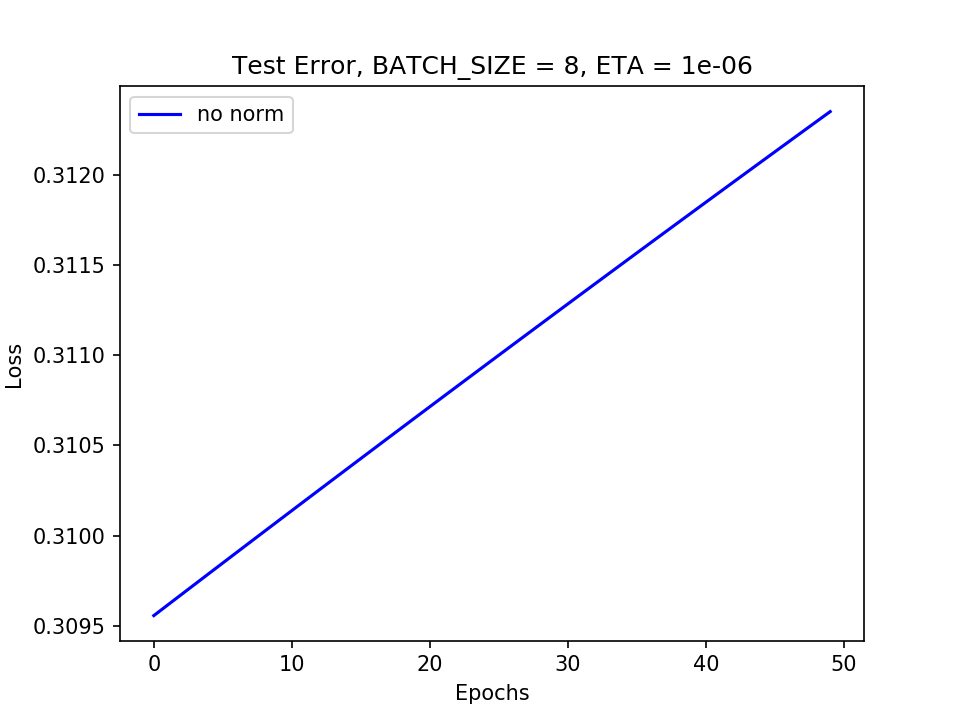 Test Error, BATCH_SIZE = 8, ETA = 1e-06
no norm
Loss
0.3120
0.3115
0.3110
0.3105
0.3100
0.3095
0 10 20 30 40 50
Epochs